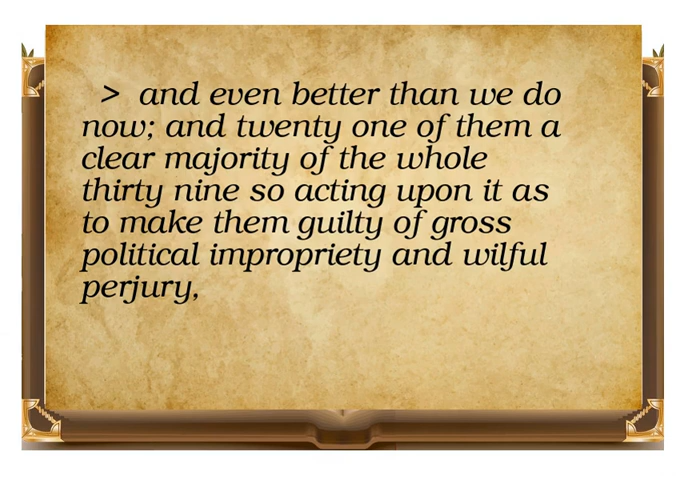 > and even better than we do
now; and twenty one of them a
clear majority of the whole
thirty nine so acting upon it as
to make them guilty of gross
political impropriety and wilful
perjury,